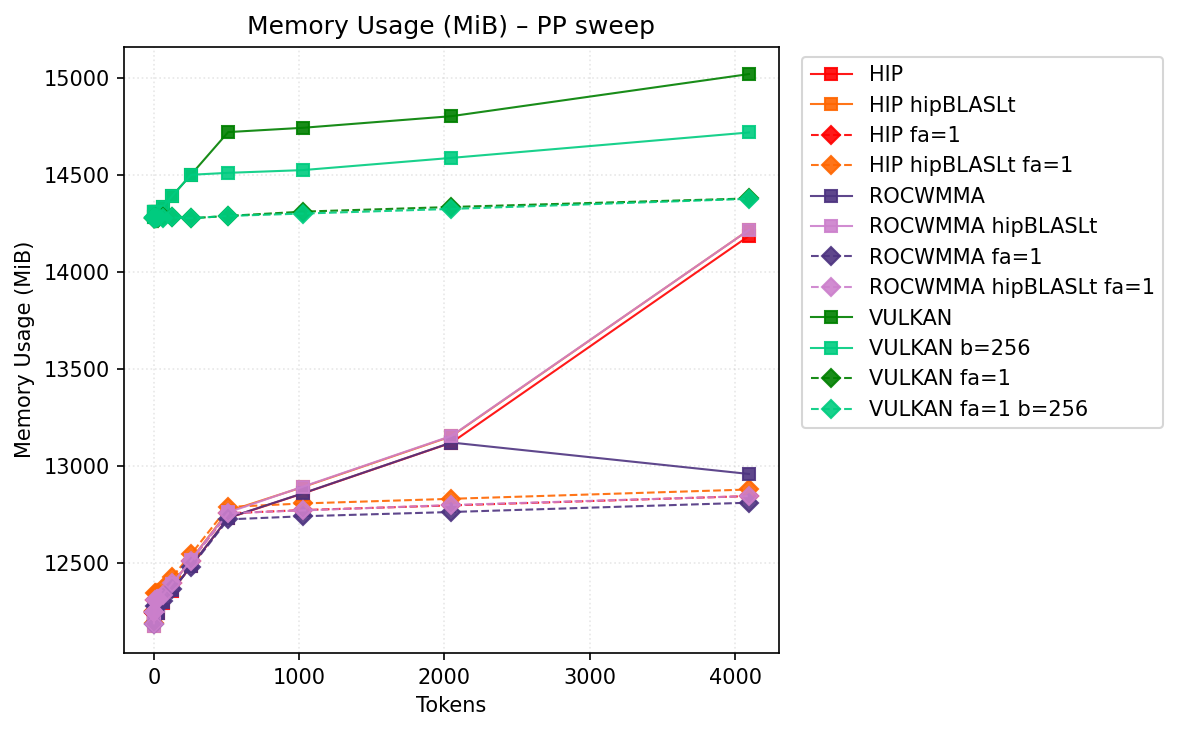 Memory Usage (MiB) – PP sweep
Memory Usage (MiB)
15000
14500
14000
13500
13000
12500
0
1000
2000
3000
4000
Tokens
HIP
HIP hipBLASLt
HIP fa=1
HIP hipBLASLt fa=1
ROCWMMA
ROCWMMA hipBLASLt
ROCWMMA fa=1
ROCWMMA hipBLASLt fa=1
VULKAN
VULKAN b=256
VULKAN fa=1
VULKAN fa=1 b=256